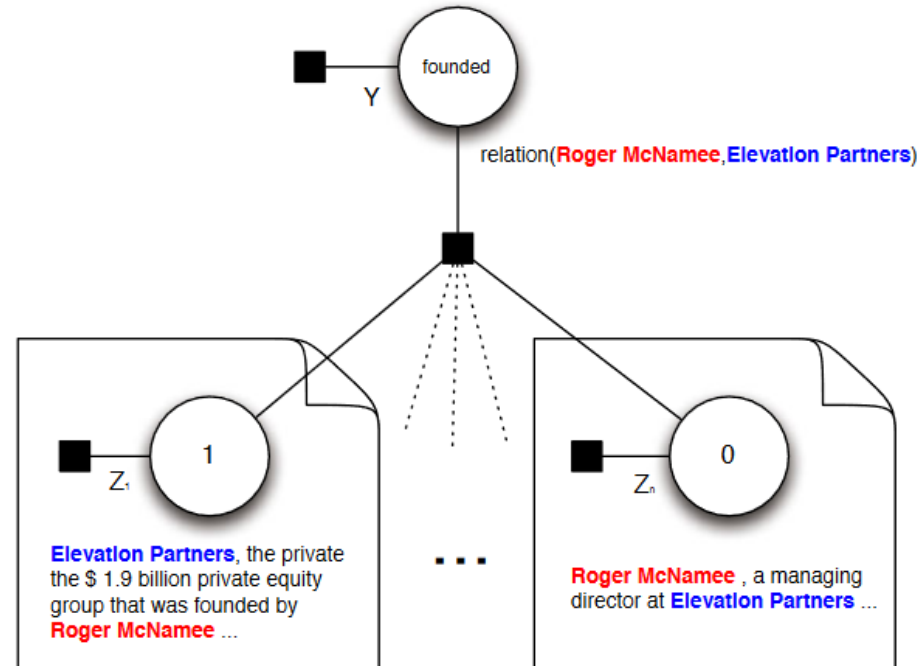 founded
Y
relation(Roger McNamee,Elevation Partners)
1
0
Z₁
Zₙ
Elevation Partners, the private
the $ 1.9 billion private equity
group that was founded by
Roger McNamee ...
...
Roger McNamee , a managing
director at Elevation Partners ...